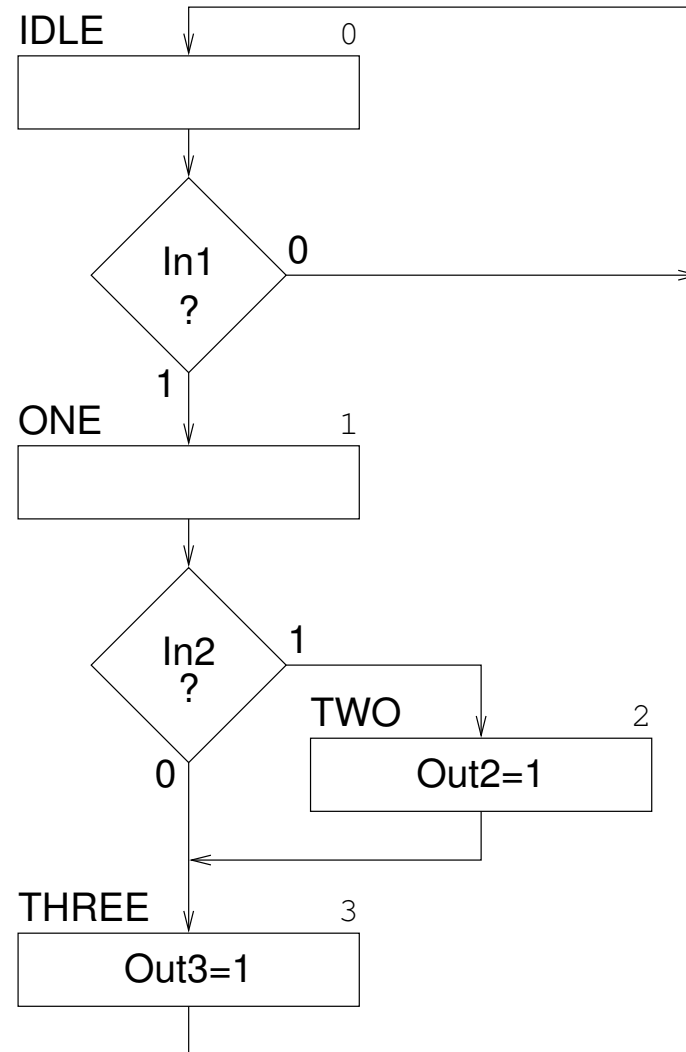 IDLE 0
In1
?
0
1
ONE 1
In2
?
1
0
TWO 2
Out2=1
THREE 3
Out3=1